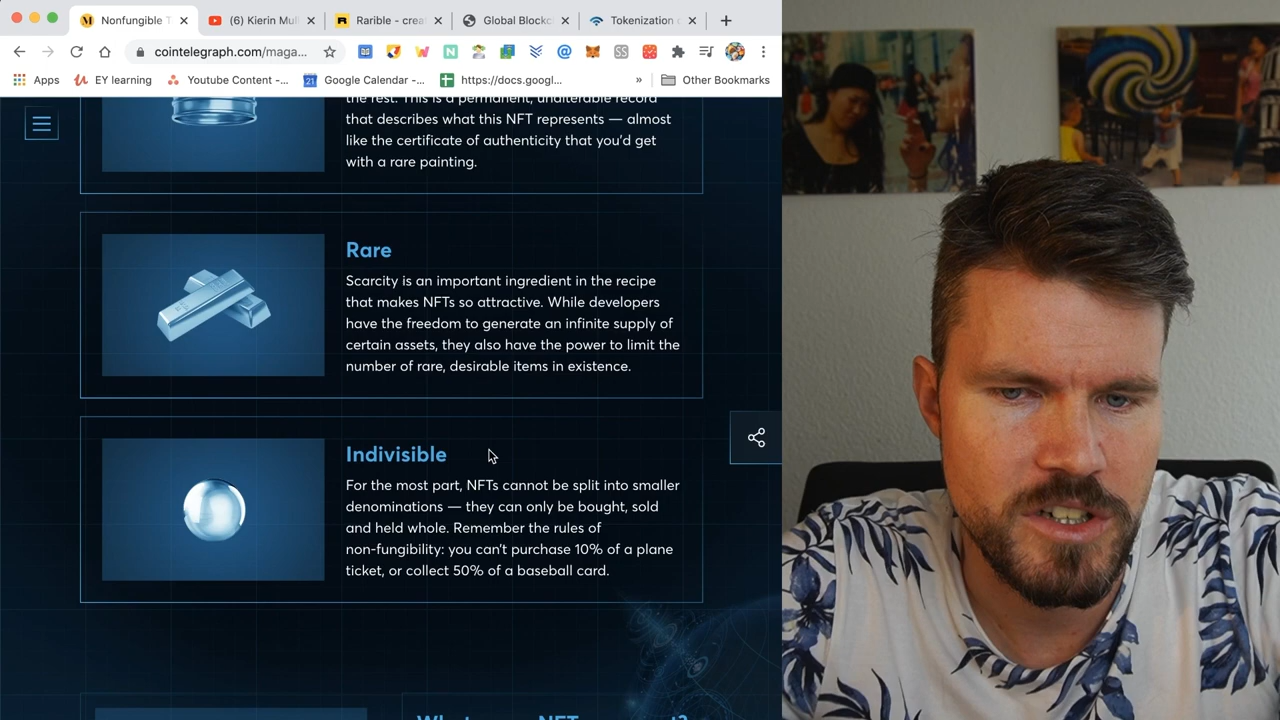 Nonfungible T
(6) Kierin Mul
Rarible - crea
Global Blockc
Tokenization c
cointelegraph.com/maga...
Apps
EY learning
Youtube Content -...
Google Calendar -...
https://docs.googl...
»
Other Bookmarks
the rest. This is a permanent, unalterable record
that describes what this NFT represents — almost
like the certificate of authenticity that you'd get
with a rare painting.
Rare
Scarcity is an important ingredient in the recipe
that makes NFTs so attractive. While developers
have the freedom to generate an infinite supply of
certain assets, they also have the power to limit the
number of rare, desirable items in existence.
Indivisible
For the most part, NFTs cannot be split into smaller
denominations — they can only be bought, sold
and held whole. Remember the rules of
non-fungibility: you can't purchase 10% of a plane
ticket, or collect 50% of a baseball card.